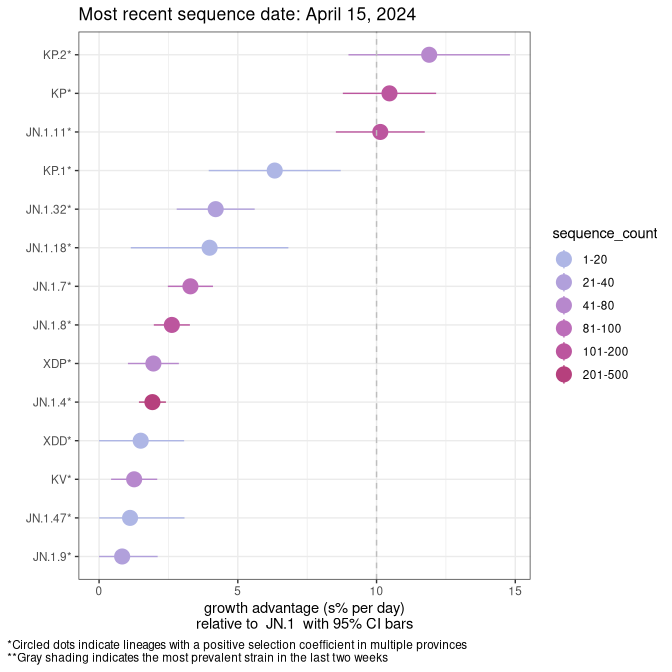 Most recent sequence date: April 15, 2024
KP.2*
KP*
JN.1.11*
KP.1*
JN.1.32*
JN.1.18*
JN.1.7*
JN.1.8*
XDP*
JN.1.4*
XDD*
KV*
JN.1.47*
JN.1.9*
0 5 10 15
growth advantage (s% per day)
relative to JN.1 with 95% CI bars
sequence_count
1-20
21-40
41-80
81-100
101-200
201-500
*Circled dots indicate lineages with a positive selection coefficient in multiple provinces
**Gray shading indicates the most prevalent strain in the last two weeks